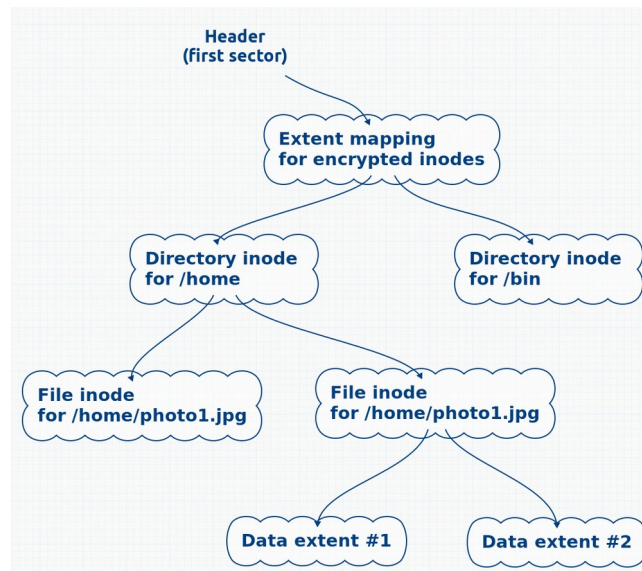 Header
(first sector)
Extent mapping
for encrypted inodes
Directory inode
for /home
Directory inode
for /bin
File inode
for /home/photo1.jpg
File inode
for /home/photo1.jpg
Data extent #1
Data extent #2